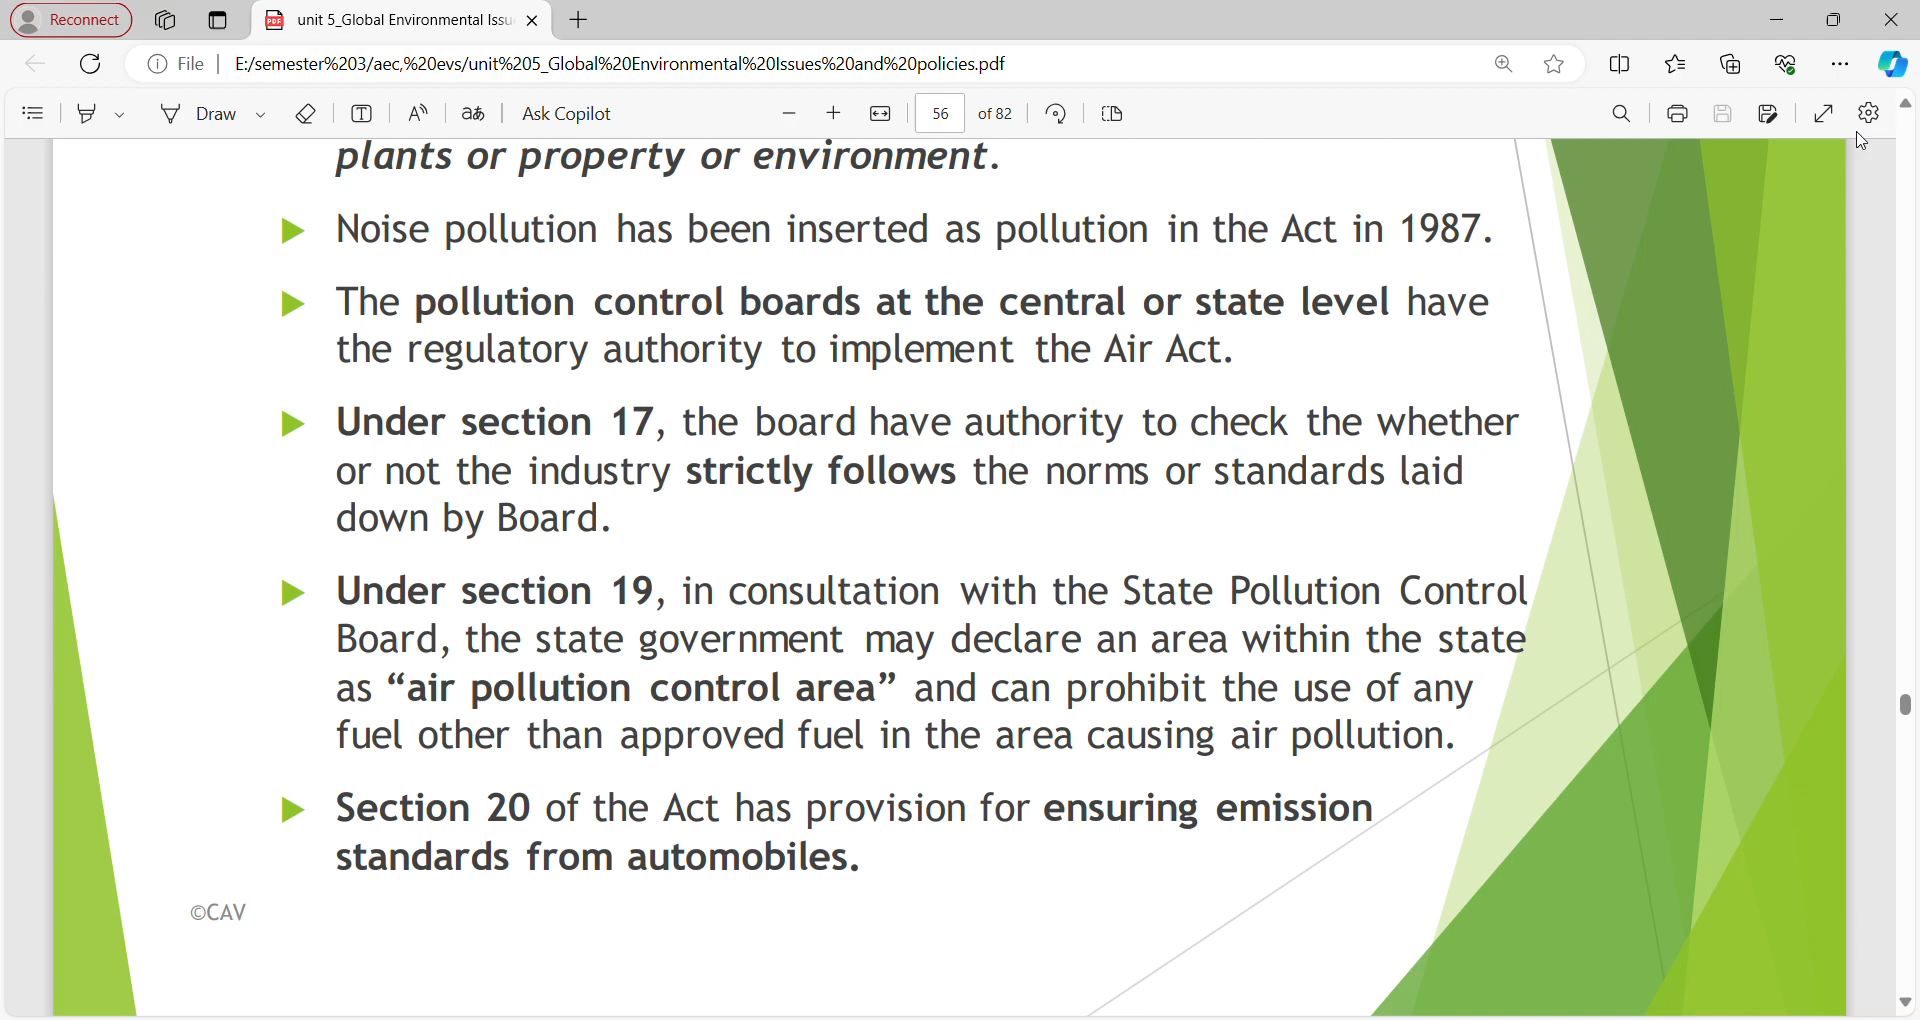 Reconnect
unit 5_Global Environmental Issu
File
E:/semester%203/aec,%20evs/unit%205_Global%20Environmental%20Issues%20and%20policies.pdf
Draw
Ask Copilot
56
of 82
plants or property or environment.
Noise pollution has been inserted as pollution in the Act in 1987.
The pollution control boards at the central or state level have
the regulatory authority to implement the Air Act.
Under section 17, the board have authority to check the whether
or not the industry strictly follows the norms or standards laid
down by Board.
Under section 19, in consultation with the State Pollution Control
Board, the state government may declare an area within the state
as “air pollution control area” and can prohibit the use of any
fuel other than approved fuel in the area causing air pollution.
Section 20 of the Act has provision for ensuring emission
standards from automobiles.
©CAV